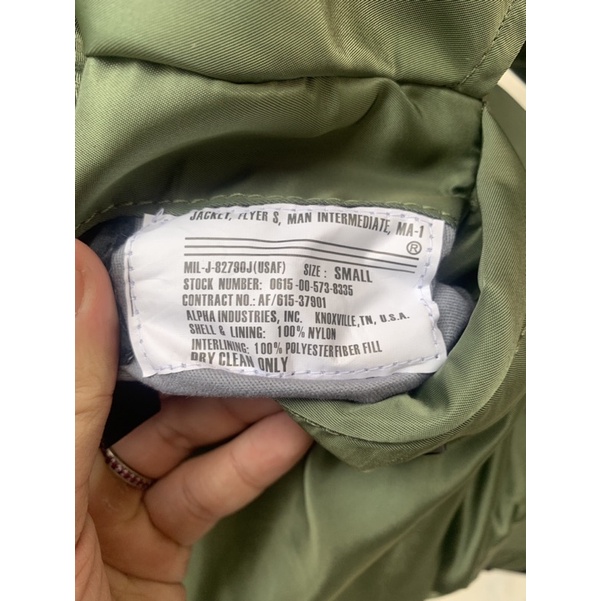 JACKET, FLYER S, MAN INTERMEDIATE, MA-1
®
MIL-J-82790J(USAF) SIZE: SMALL
STOCK NUMBER: 0615-00-573-8335
CONTRACT NO.: AF/615-37901
ALPHA INDUSTRIES, INC. KNOXVILLE,TN, U.S.A.
SHELL & LINING: 100% NYLON
INTERLINING: 100% POLYESTERFIBER FILL
DRY CLEAN ONLY